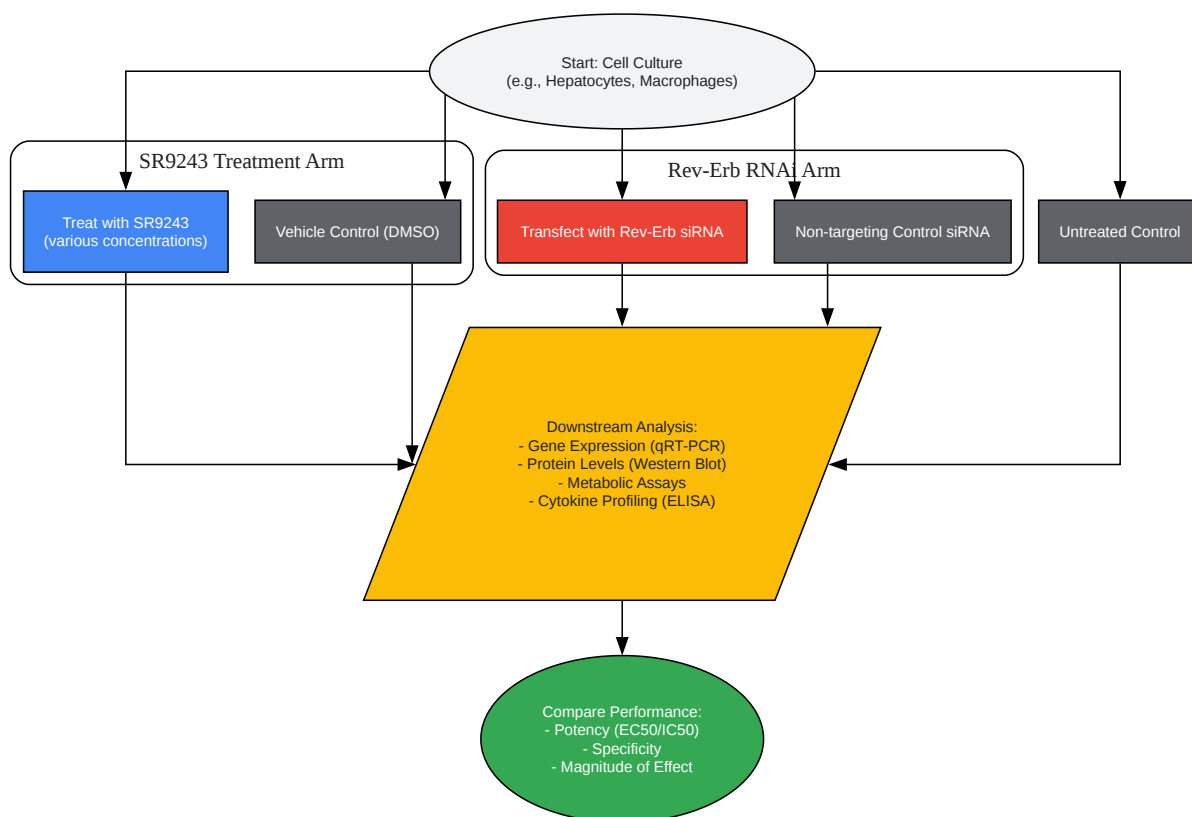 Start: Cell Culture
(e.g., Hepatocytes, Macrophages)
SR9243 Treatment Arm
Rev-Erb RNAi Arm
Treat with SR9243
(various concentrations)
Vehicle Control (DMSO)
Transfect with Rev-Erb siRNA
Non-targeting Control siRNA
Untreated Control
Downstream Analysis:
- Gene Expression (qRT-PCR)
- Protein Levels (Western Blot)
- Metabolic Assays
- Cytokine Profiling (ELISA)
Compare Performance:
- Potency (EC50/IC50)
- Specificity
- Magnitude of Effect